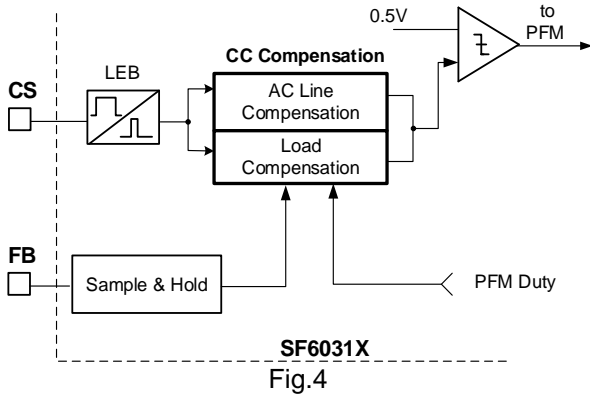 0.5V
to
PFM
CC Compensation
LEB
CS
AC Line
Compensation
Load
Compensation
FB
Sample & Hold
PFM Duty
SF6031X
Fig.4